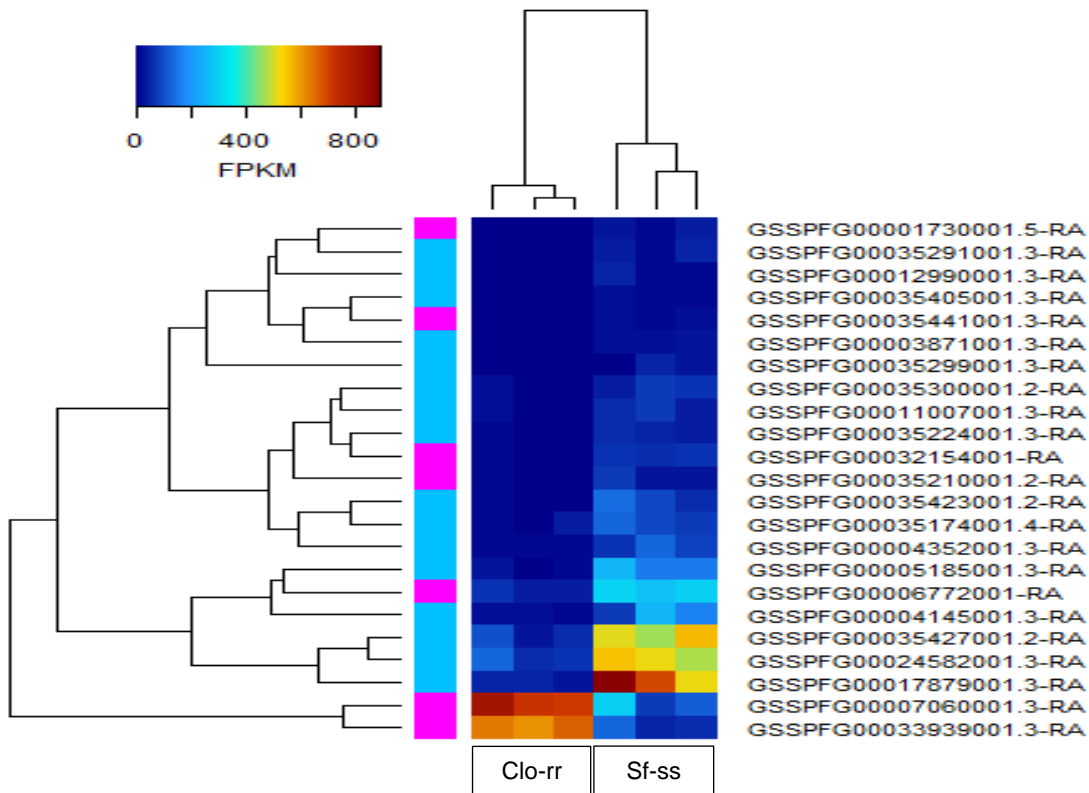 0 400 800
FPKM
GSSPFG00001730001.5-RA
GSSPFG00035291001.3-RA
GSSPFG00012990001.3-RA
GSSPFG00035405001.3-RA
GSSPFG00035441001.3-RA
GSSPFG00003871001.3-RA
GSSPFG00035299001.3-RA
GSSPFG00035300001.2-RA
GSSPFG00011007001.3-RA
GSSPFG00035224001.3-RA
GSSPFG00032154001-RA
GSSPFG00035210001.2-RA
GSSPFG00035423001.2-RA
GSSPFG00035174001.4-RA
GSSPFG00004352001.3-RA
GSSPFG00005185001.3-RA
GSSPFG00006772001-RA
GSSPFG00004145001.3-RA
GSSPFG00035427001.2-RA
GSSPFG00024582001.3-RA
GSSPFG00017879001.3-RA
GSSPFG00007060001.3-RA
GSSPFG00033939001.3-RA
Clo-rr Sf-ss